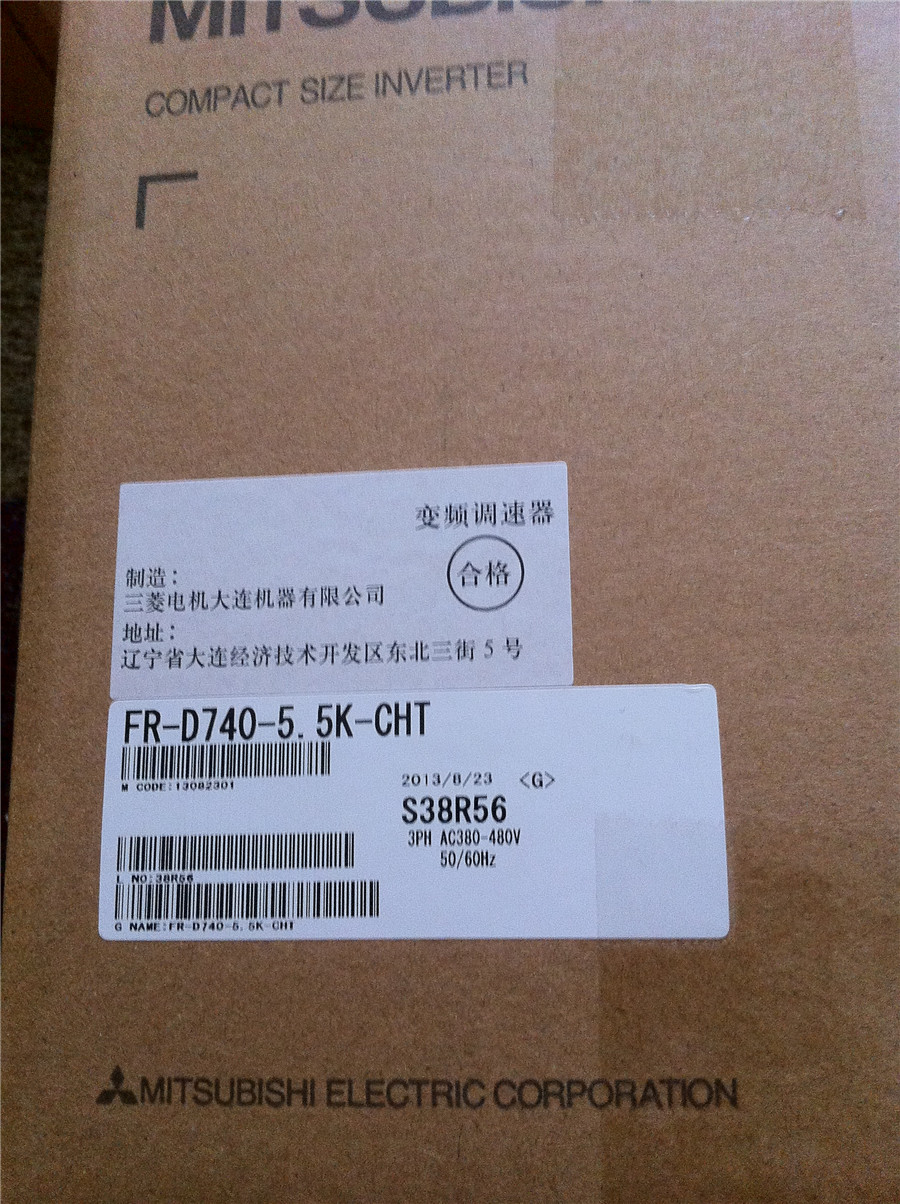 MITSUBISH
COMPACT SIZE INVERTER
变频调速器
合格
制造：
三菱电机大连机器有限公司
地址：
辽宁省大连经济技术开发区东北三街 5 号
FR-D740-5.5K-CHT
M CODE:13082301
2013/8/23 <G>
S38R56
3PH AC380-480V
50/60Hz
L NO:38R56
G NAME:FR-D740-5.5K-CHT
MITSUBISHI ELECTRIC CORPORATION